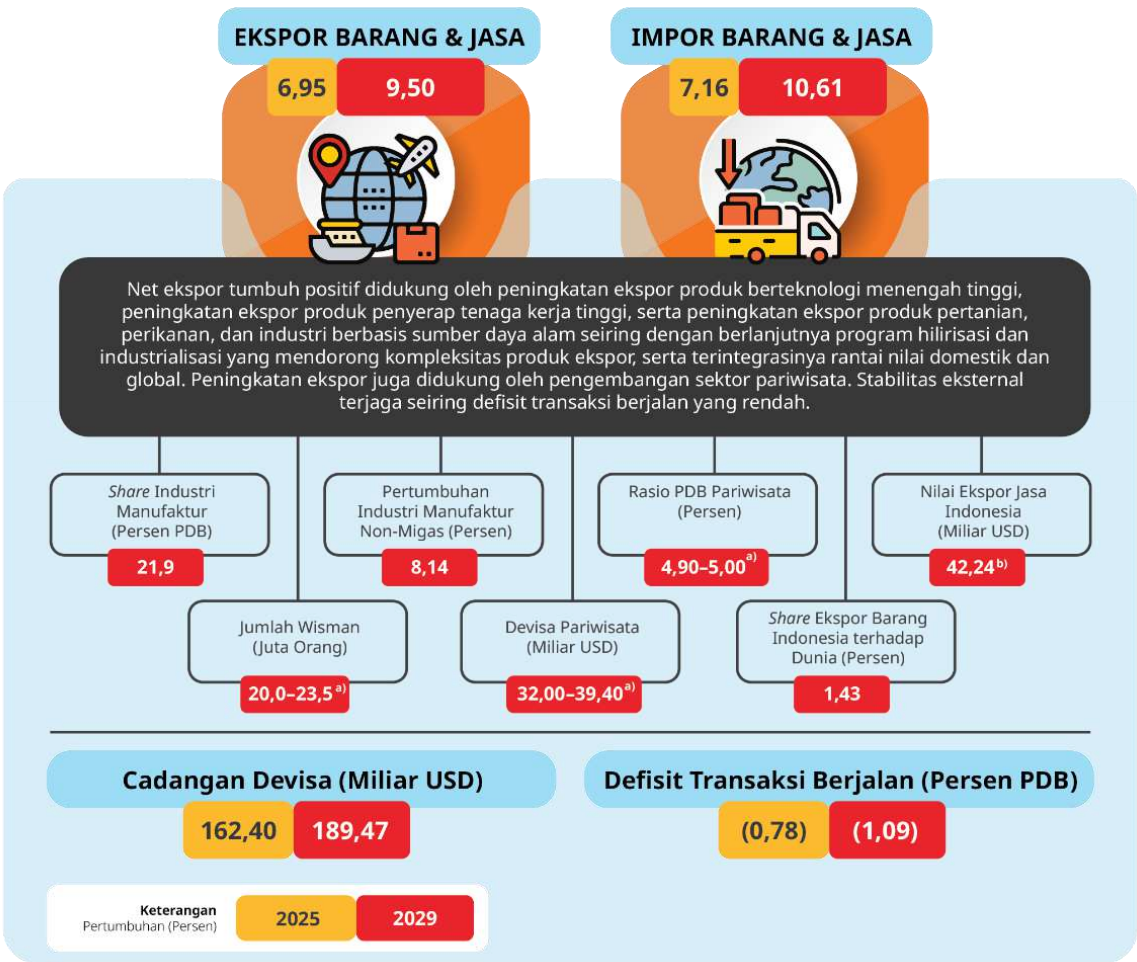 EKSPOR BARANG & JASA
6,95
9,50
IMPOR BARANG & JASA
7,16
10,61
Net ekspor tumbuh positif didukung oleh peningkatan ekspor produk berteknologi menengah tinggi,
peningkatan ekspor produk penyerap tenaga kerja tinggi, serta peningkatan ekspor produk pertanian,
perikanan, dan industri berbasis sumber daya alam seiring dengan berlanjutnya program hilirisasi dan
industrialisasi yang mendorong kompleksitas produk ekspor, serta terintegrasinya rantai nilai domestik dan
global. Peningkatan ekspor juga didukung oleh pengembangan sektor pariwisata. Stabilitas eksternal
terjaga seiring defisit transaksi berjalan yang rendah.
Share Industri
Manufaktur
(Persen PDB)
21,9
Pertumbuhan
Industri Manufaktur
Non-Migas (Persen)
8,14
Rasio PDB Pariwisata
(Persen)
4,90–5,00 a)
Nilai Ekspor Jasa
Indonesia
(Miliar USD)
42,24 b)
Jumlah Wisman
(Juta Orang)
20,0–23,5 a)
Devisa Pariwisata
(Miliar USD)
32,00–39,40 a)
Share Ekspor Barang
Indonesia terhadap
Dunia (Persen)
1,43
Cadangan Devisa (Miliar USD)
162,40
189,47
Defisit Transaksi Berjalan (Persen PDB)
(0,78)
(1,09)
Keterangan
Pertumbuhan (Persen)
2025
2029